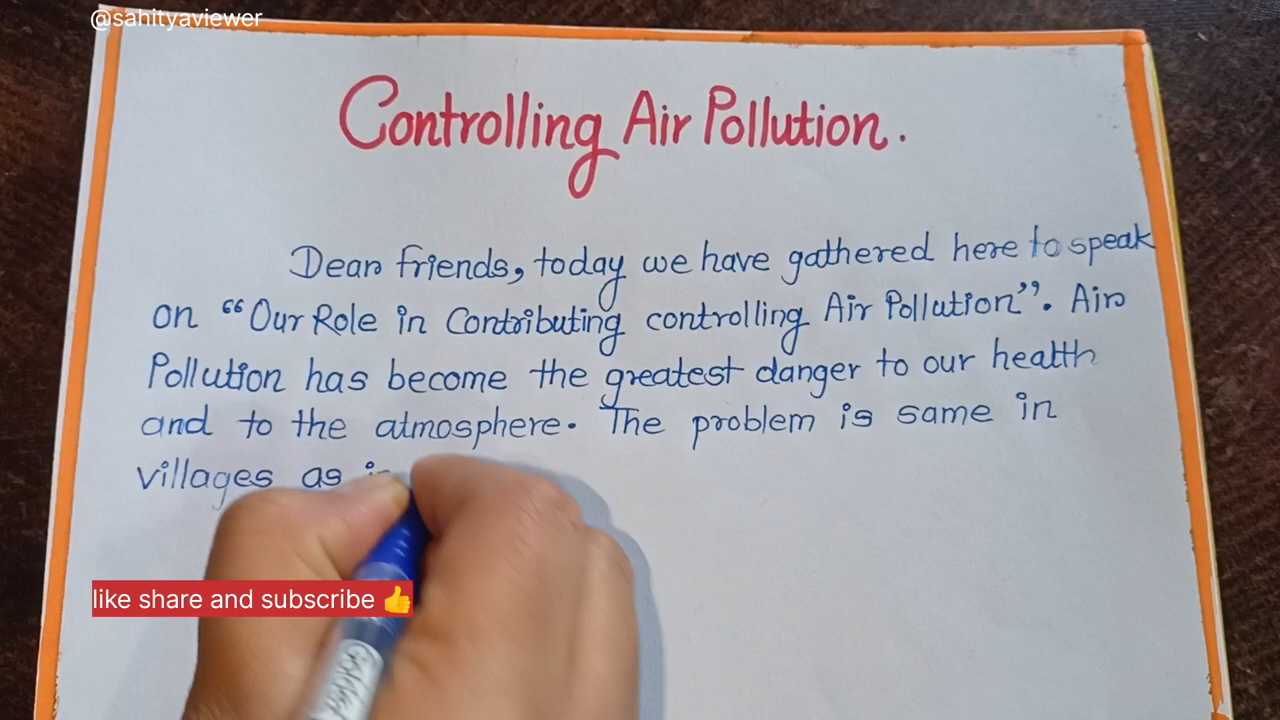 @sahityaviewer
Controlling Air Pollution.
Dear friends, today we have gathered here to speak
on “Our Role in Contributing controlling Air Pollution”. Air
Pollution has become the greatest danger to our health
and to the atmosphere. The problem is same in
villages as in
like share and subscribe 👍